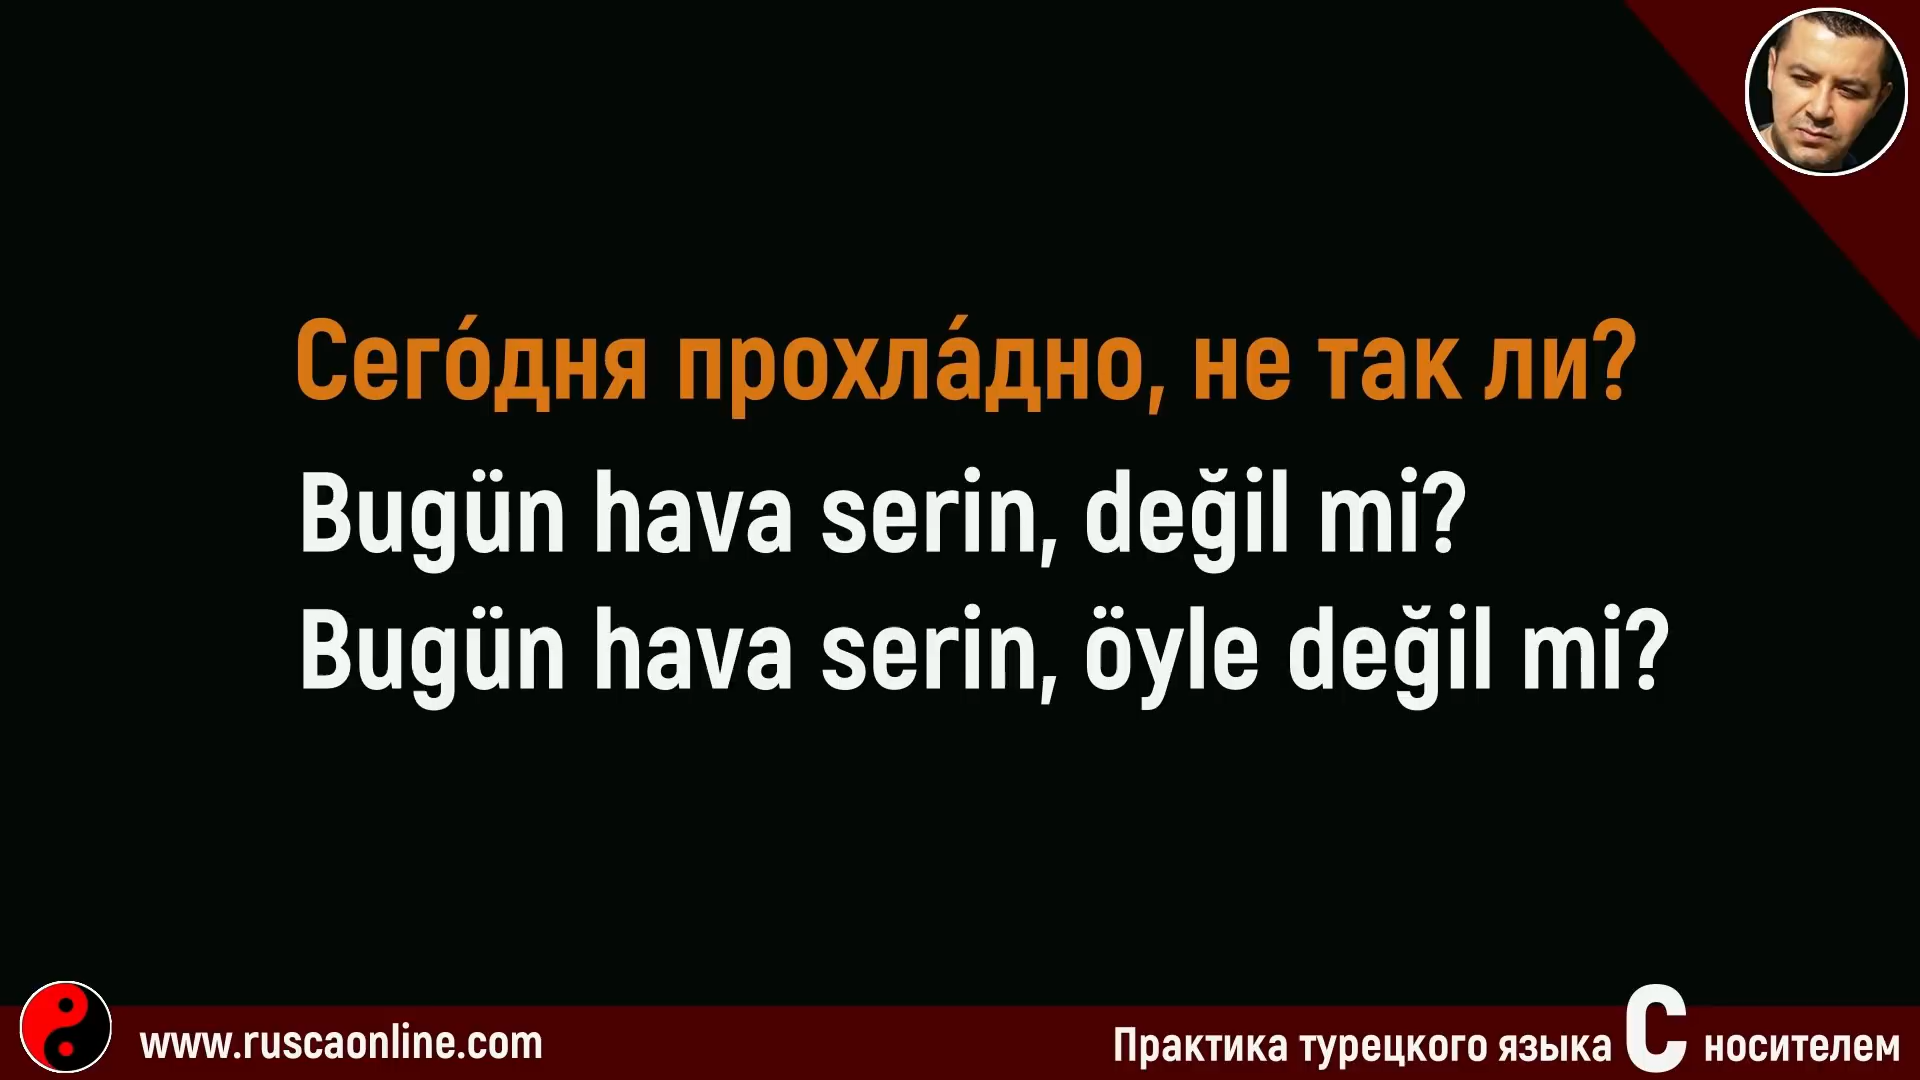 Сего́дня прохла́дно, не так ли?
Bugün hava serin, değil mi?
Bugün hava serin, öyle değil mi?
www.ruscaonline.com
Практика турецкого языка С носителем